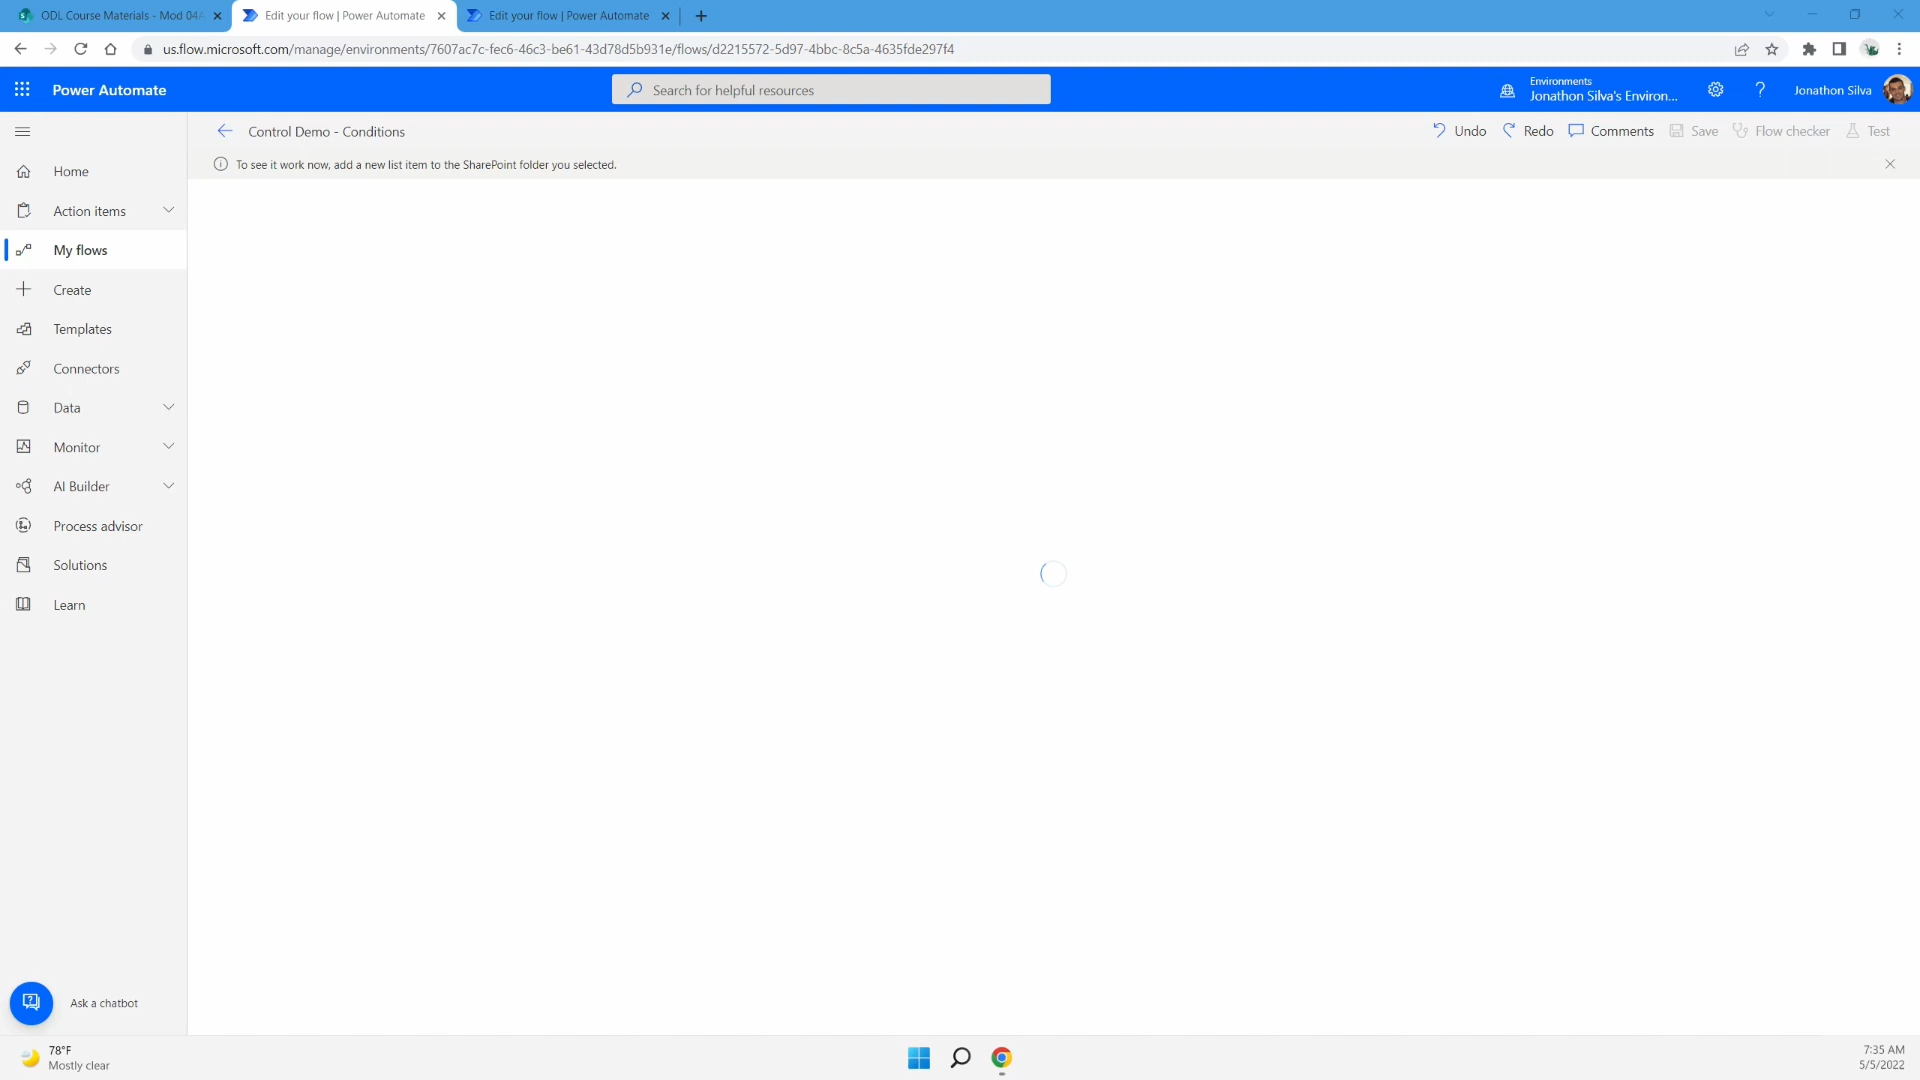 ODL Course Materials - Mod 04A
Edit your flow | Power Automate
Edit your flow | Power Automate
us.flow.microsoft.com/manage/environments/7607ac7c-fec6-46c3-be61-43d78d5b931e/flows/d2215572-5d97-4bbc-8c5a-4635fde297f4
Power Automate
Search for helpful resources
Environments
Jonathon Silva's Environ...
Jonathon Silva
Control Demo - Conditions
Undo
Redo
Comments
Save
Flow checker
Test
To see it work now, add a new list item to the SharePoint folder you selected.
Home
Action items
My flows
Create
Templates
Connectors
Data
Monitor
AI Builder
Process advisor
Solutions
Learn
Ask a chatbot
78°F
Mostly clear
7:35 AM
5/5/2022